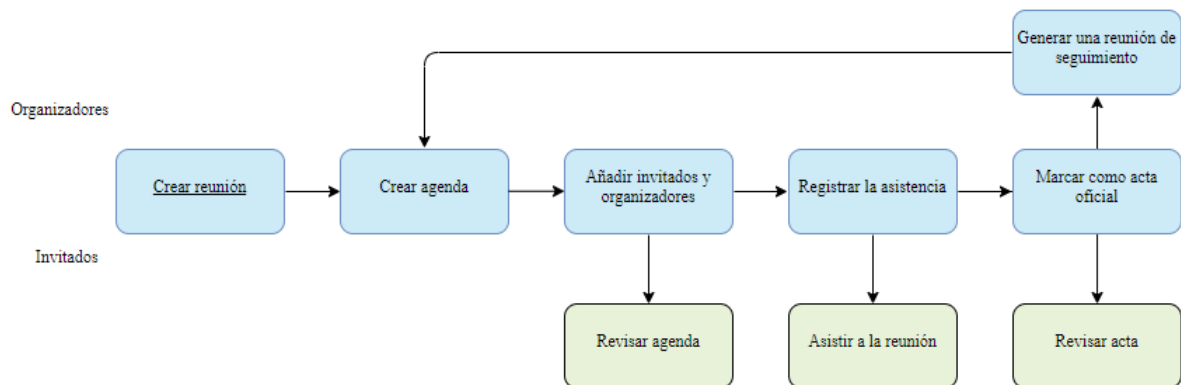 Generar una reunión de
seguimiento
Organizadores
Crear reunión
Crear agenda
Añadir invitados y
organizadores
Registrar la asistencia
Marcar como acta
oficial
Invitados
Revisar agenda
Asistir a la reunión
Revisar acta